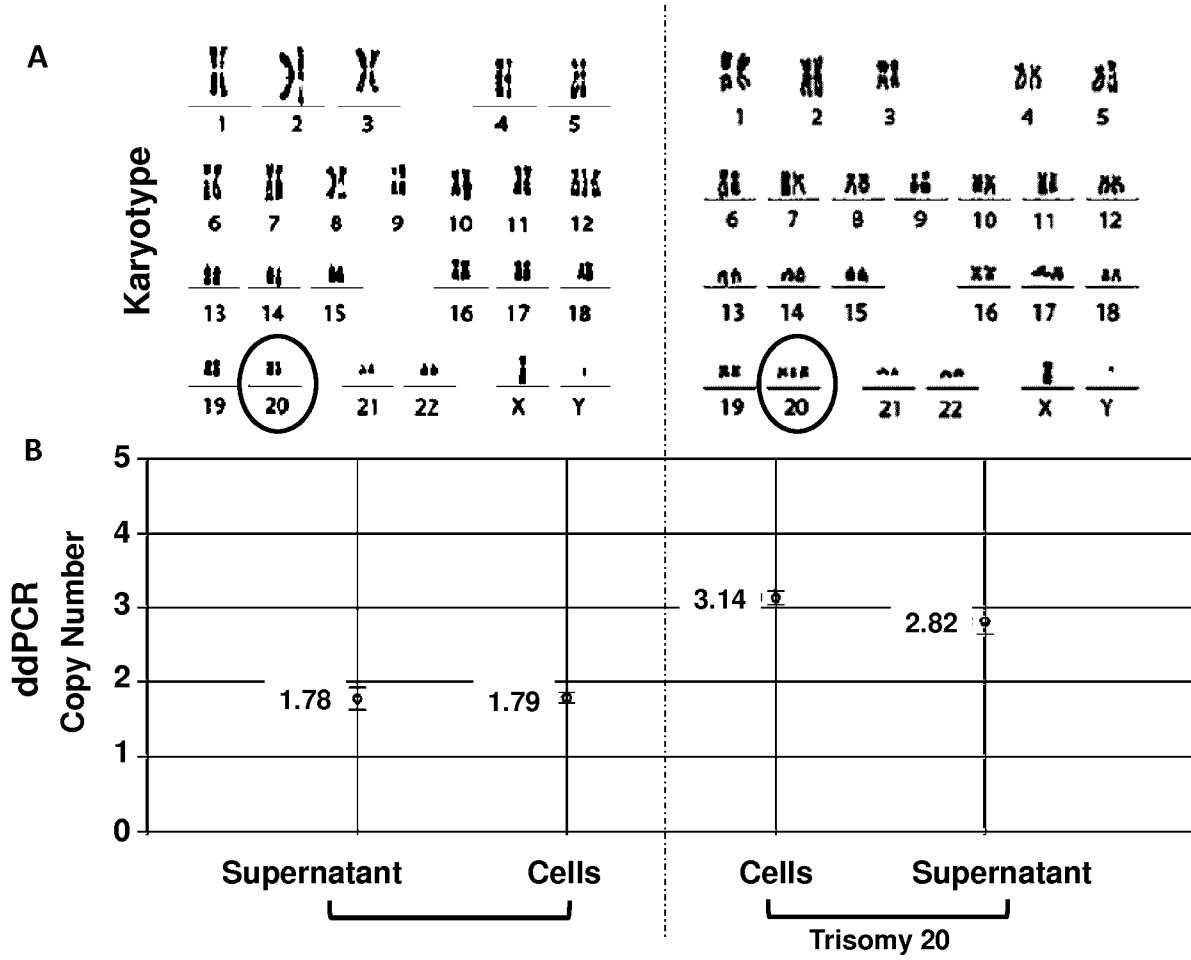 A
Karyotype
1 2 3 4 5
6 7 8 9 10 11 12
13 14 15 16 17 18
19 20 21 22 X Y
1 2 3 4 5
6 7 8 9 10 11 12
13 14 15 16 17 18
19 20 21 22 X Y
B
ddPCR
Copy Number
5
4
3
2
1
0
1.78
1.79
3.14
2.82
Supernatant
Cells
Cells
Supernatant
Trisomy 20